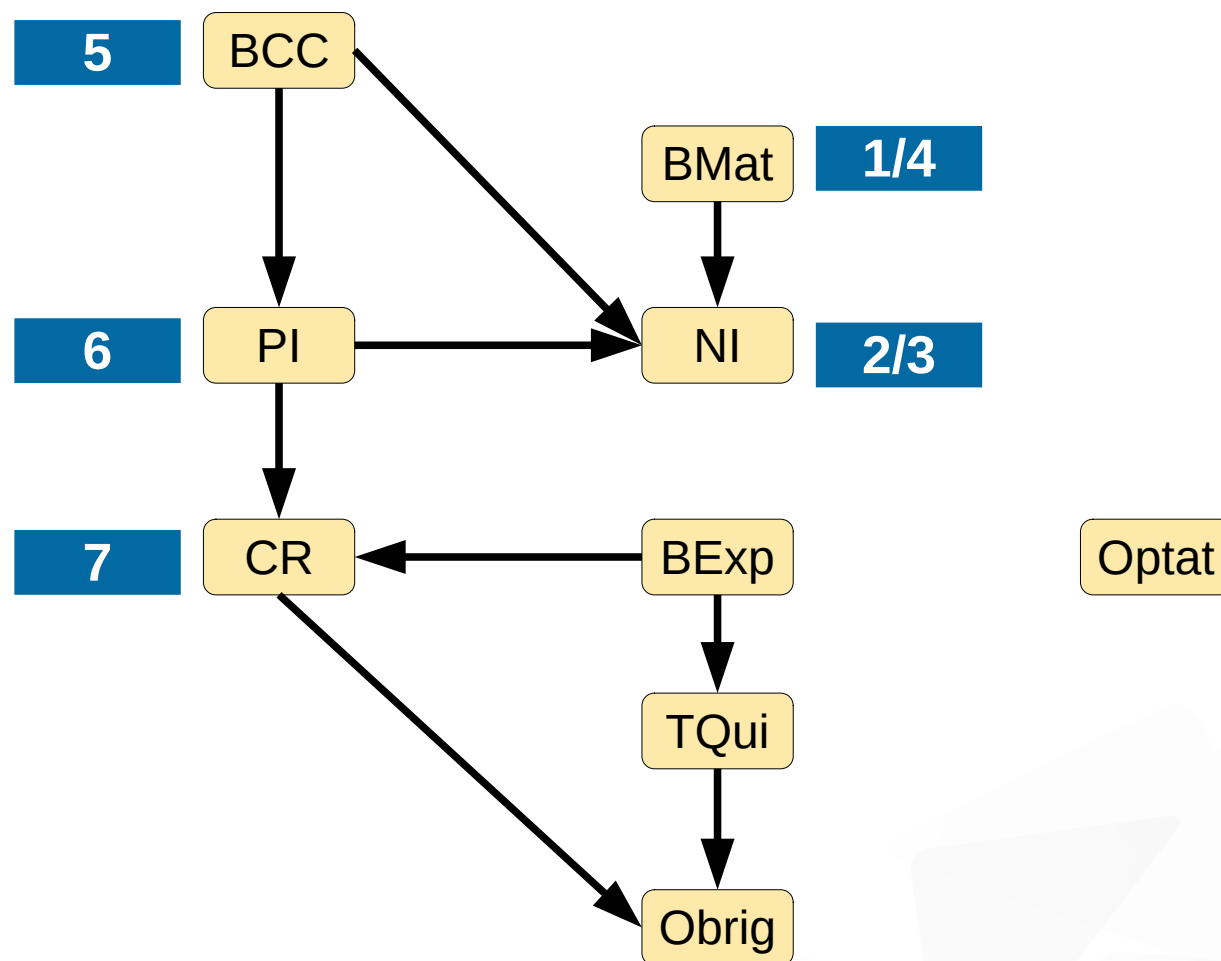 5
BCC
BMat
1/4
6
PI
NI
2/3
7
CR
BExp
Optat
TQui
Obrig